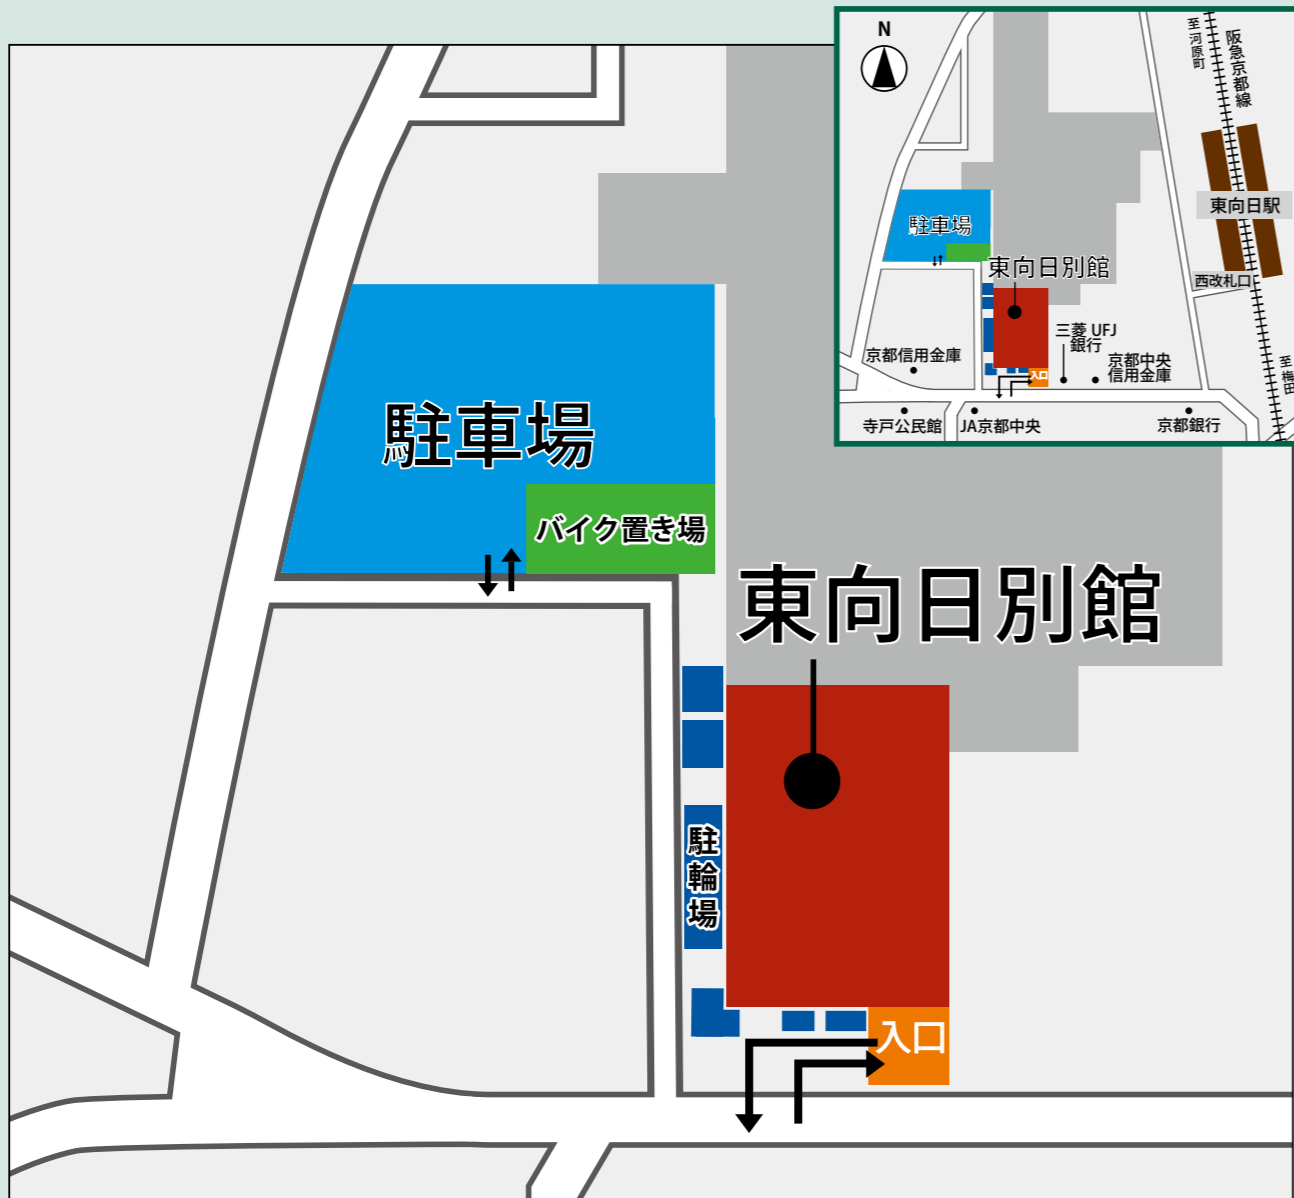 N
至河原町
阪急京都線
東向日駅
西改札口
至梅田
駐車場
東向日別館
三菱 UFJ
銀行
京都中央
信用金庫
京都信用金庫
入口
寺戸公民館
JA京都中央
京都銀行
駐車場
バイク置き場
東向日別館
駐輪場
入口